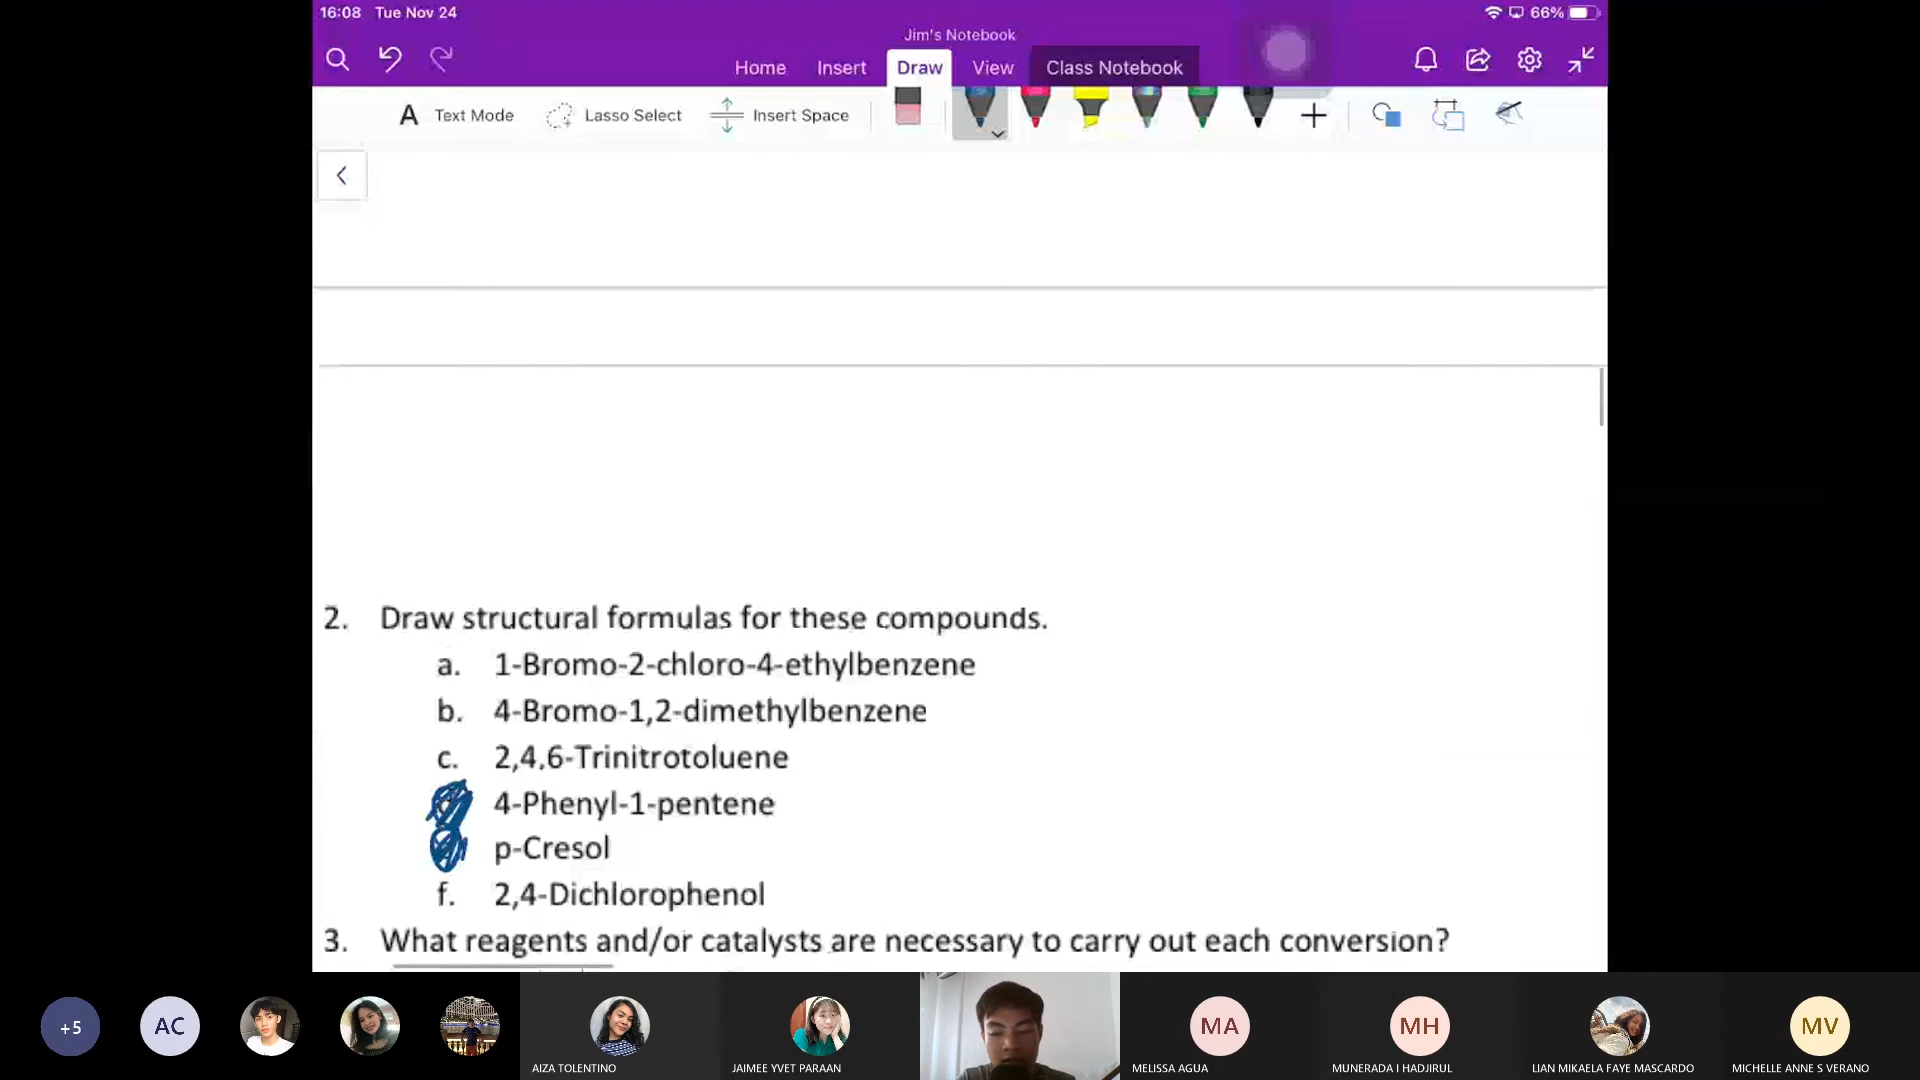 16:08 Tue Nov 24
66%
Jim's Notebook
Home Insert Draw View Class Notebook
A Text Mode Lasso Select Insert Space
2. Draw structural formulas for these compounds.
a. 1-Bromo-2-chloro-4-ethylbenzene
b. 4-Bromo-1,2-dimethylbenzene
c. 2,4,6-Trinitrotoluene
4-Phenyl-1-pentene
p-Cresol
f. 2,4-Dichlorophenol
3. What reagents and/or catalysts are necessary to carry out each conversion?
+5 AC MA MH MV
AIZA TOLENTINO JAIMEE YVET PARAAN MELISSA AGUA MUNERADA I HADJIRUL LIAN MIKAELA FAYE MASCARDO MICHELLE ANNE S VERANO